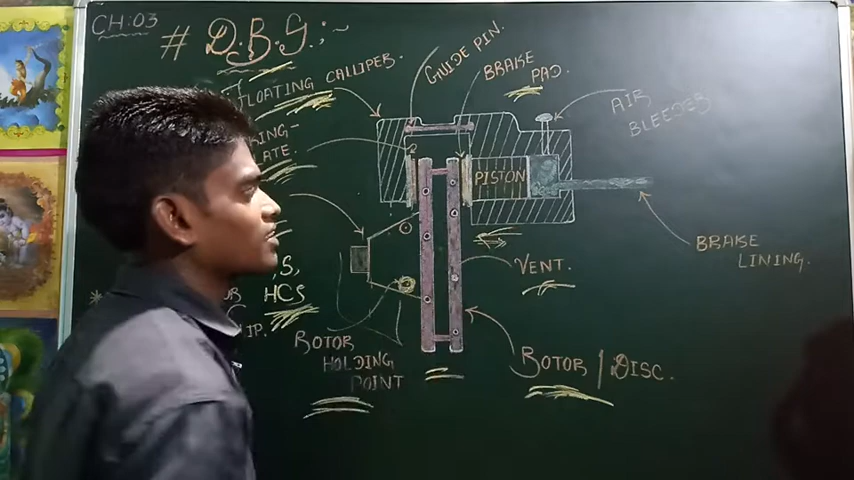 CH:03
# D.B.S ;~
FLOATING CALLIPER.
GUIDE PIN.
BRAKE
PAD.
AIR
BLEEDER
PISTON
BRAKE
LINING.
VENT.
HCS
ROTOR
HOLDING
POINT
ROTOR / DISC.